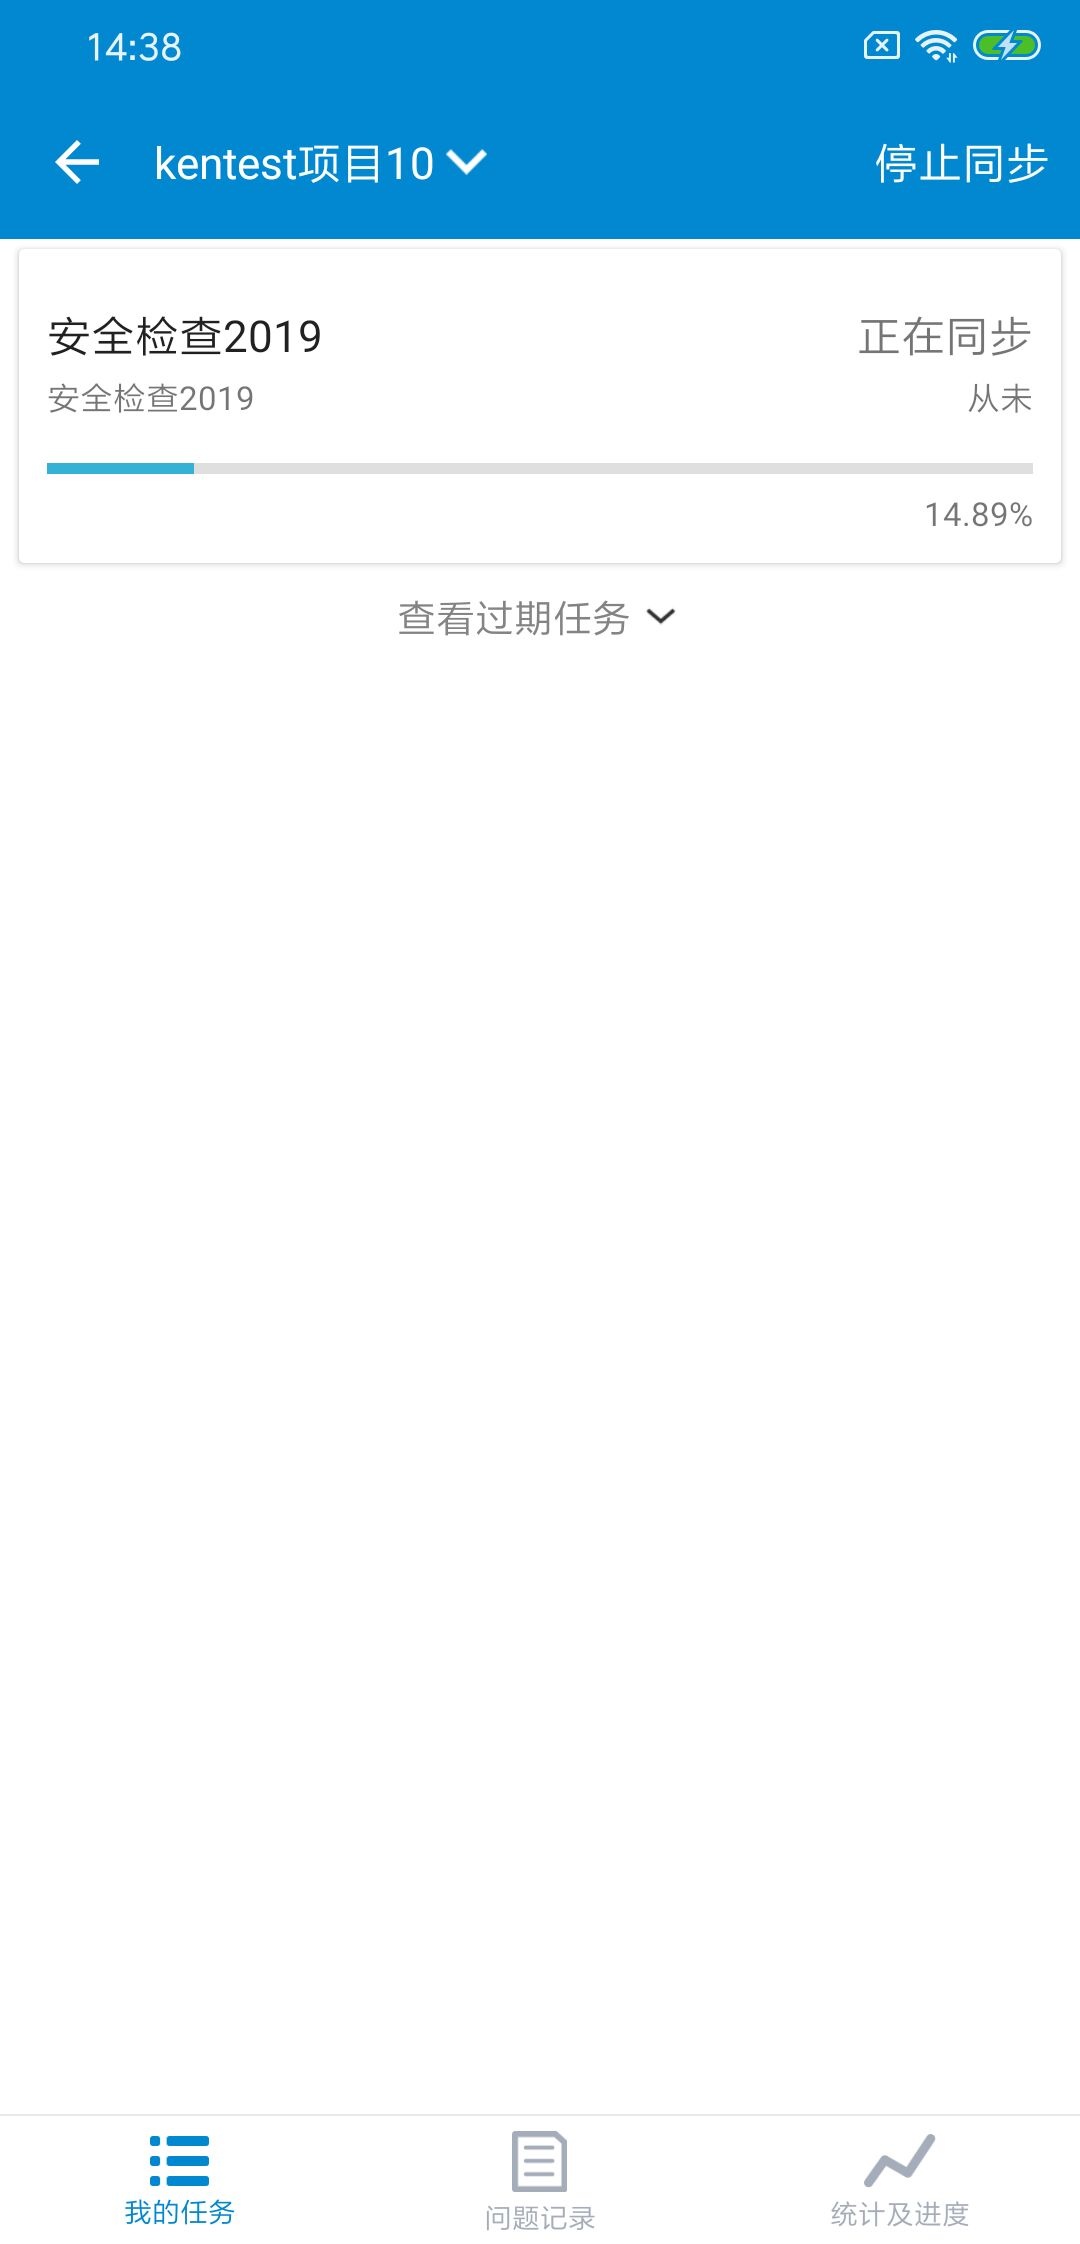 14:38
kentest项目10
停止同步
安全检查2019
正在同步
安全检查2019
从未
14.89%
查看过期任务
我的任务
问题记录
统计及进度